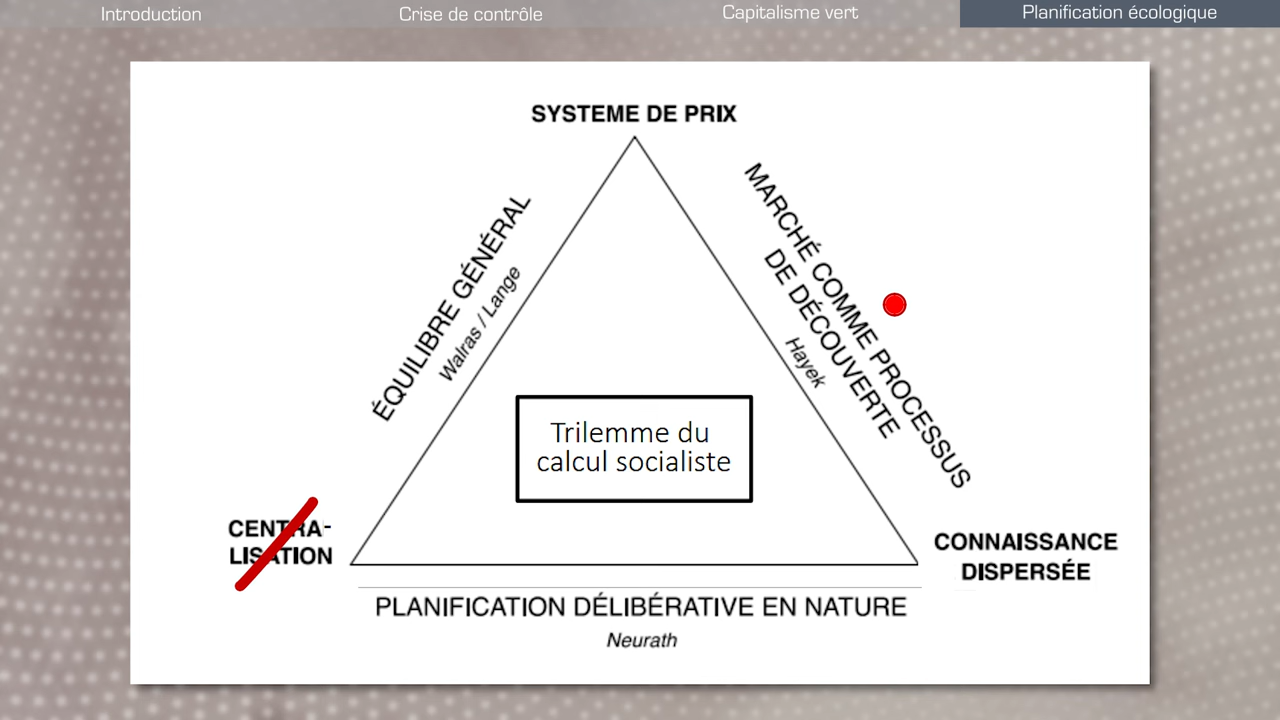 Introduction
Crise de contrôle
Capitalisme vert
Planification écologique
SYSTEME DE PRIX
ÉQUILIBRE GÉNÉRAL
Walras / Lange
MARCHÉ COMME PROCESSUS
DE DÉCOUVERTE
Hayek
Trilemme du
calcul socialiste
CENTRA-
LISATION
CONNAISSANCE
DISPERSÉE
PLANIFICATION DÉLIBÉRATIVE EN NATURE
Neurath